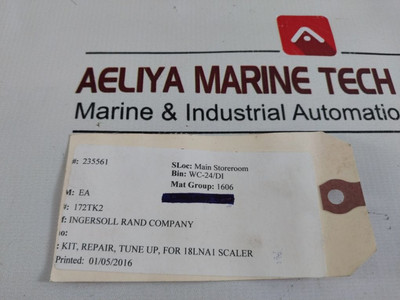 AELIYA MARINE TECH
Marine & Industrial Automation
#: 235561
SLoc: Main Storeroom
Bin: WC-24/DI
Mat Group: 1606
M: EA
#: 172TK2
f: INGERSOLL RAND COMPANY
o:
: KIT, REPAIR, TUNE UP, FOR 18LNA1 SCALER
Printed: 01/05/2016